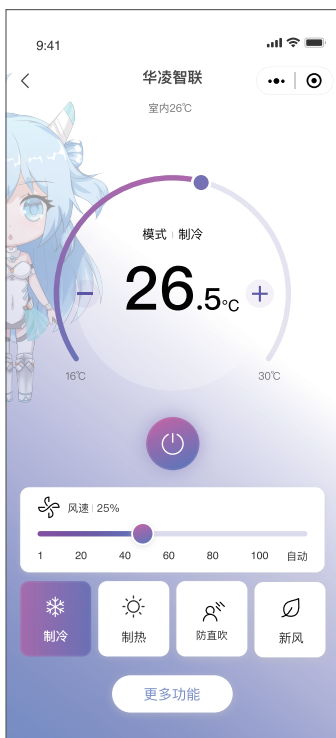 9:41
华凌智联
室内26℃
模式 | 制冷
26.5℃
16℃
30℃
风速 | 25%
1 20 40 60 80 100 自动
制冷 制热 防直吹 新风
更多功能